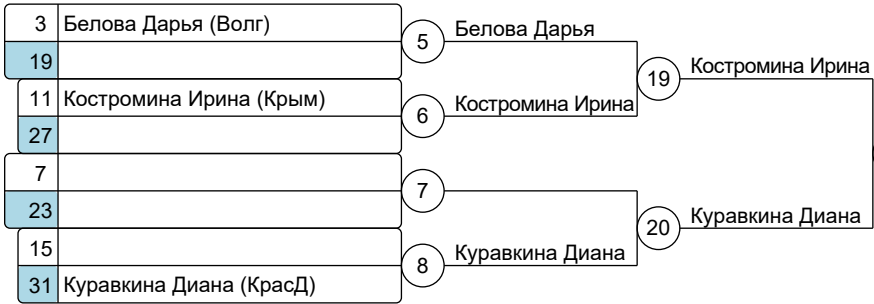 3 Белова Дарья (Волг)
19
11 Костромина Ирина (Крым)
27
7
23
15
31 Куравкина Диана (КрасД)
5 Белова Дарья
6 Костромина Ирина
7
8 Куравкина Диана
19 Костромина Ирина
20 Куравкина Диана